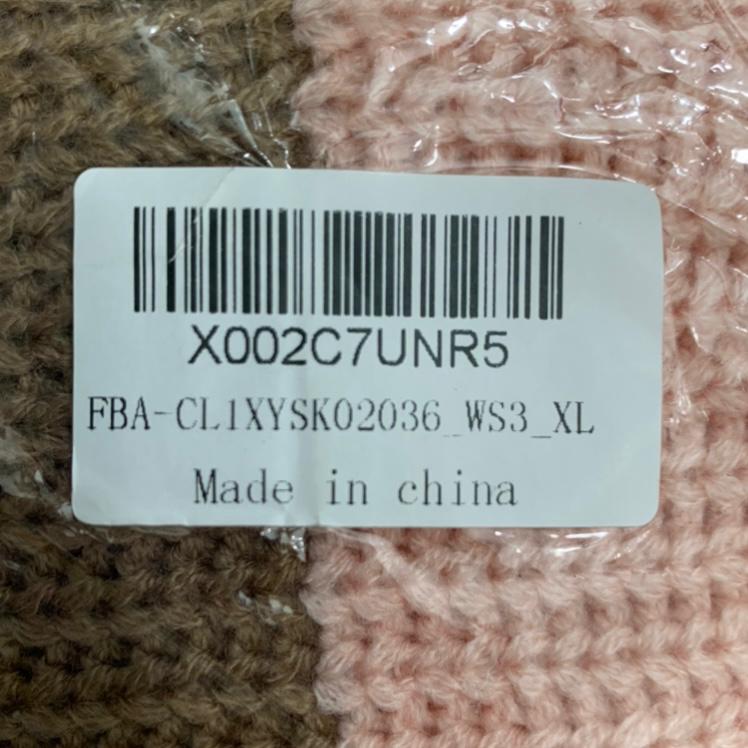 X002C7UNR5
FBA-CL1XYSK02036_WS3_XL
Made in china